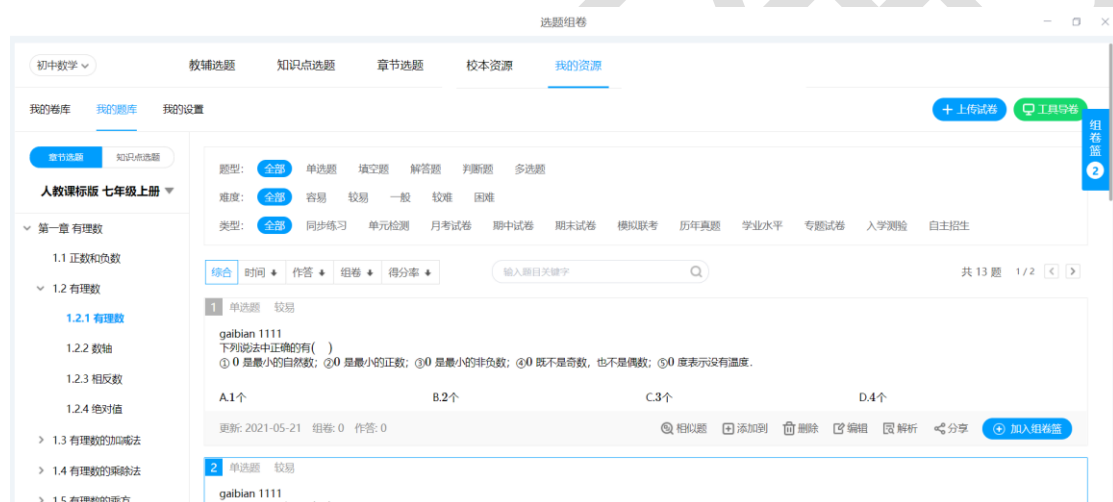 选题组卷
初中数学
教辅选题 知识点选题 章节选题 校本资源 我的资源
我的卷库 我的题库 我的设置
+ 上传试卷 工具导卷
组卷篮 2
章节选题 知识点选题
人教课标版 七年级上册
第一章 有理数
1.1 正数和负数
1.2 有理数
1.2.1 有理数
1.2.2 数轴
1.2.3 相反数
1.2.4 绝对值
1.3 有理数的加减法
1.4 有理数的乘除法
1.5 有理数的乘方
题型: 全部 单选题 填空题 解答题 判断题 多选题
难度: 全部 容易 较易 一般 较难 困难
类型: 全部 同步练习 单元检测 月考试卷 期中试卷 期末试卷 模拟联考 历年真题 学业水平 专题试卷 入学测验 自主招生
综合 时间 作答 组卷 得分率 输入题目关键字 共 13 题 1 / 2
1 单选题 较易
gaibian 1111
下列说法中正确的有( )
① 0 是最小的自然数; ②0 是最小的正数; ③0 是最小的非负数; ④0 既不是奇数, 也不是偶数; ⑤0 度表示没有温度.
A.1个 B.2个 C.3个 D.4个
更新: 2021-05-21 组卷: 0 作答: 0 相似题 添加到 删除 编辑 解析 分享 加入组卷篮
2 单选题 较易
gaibian 1111